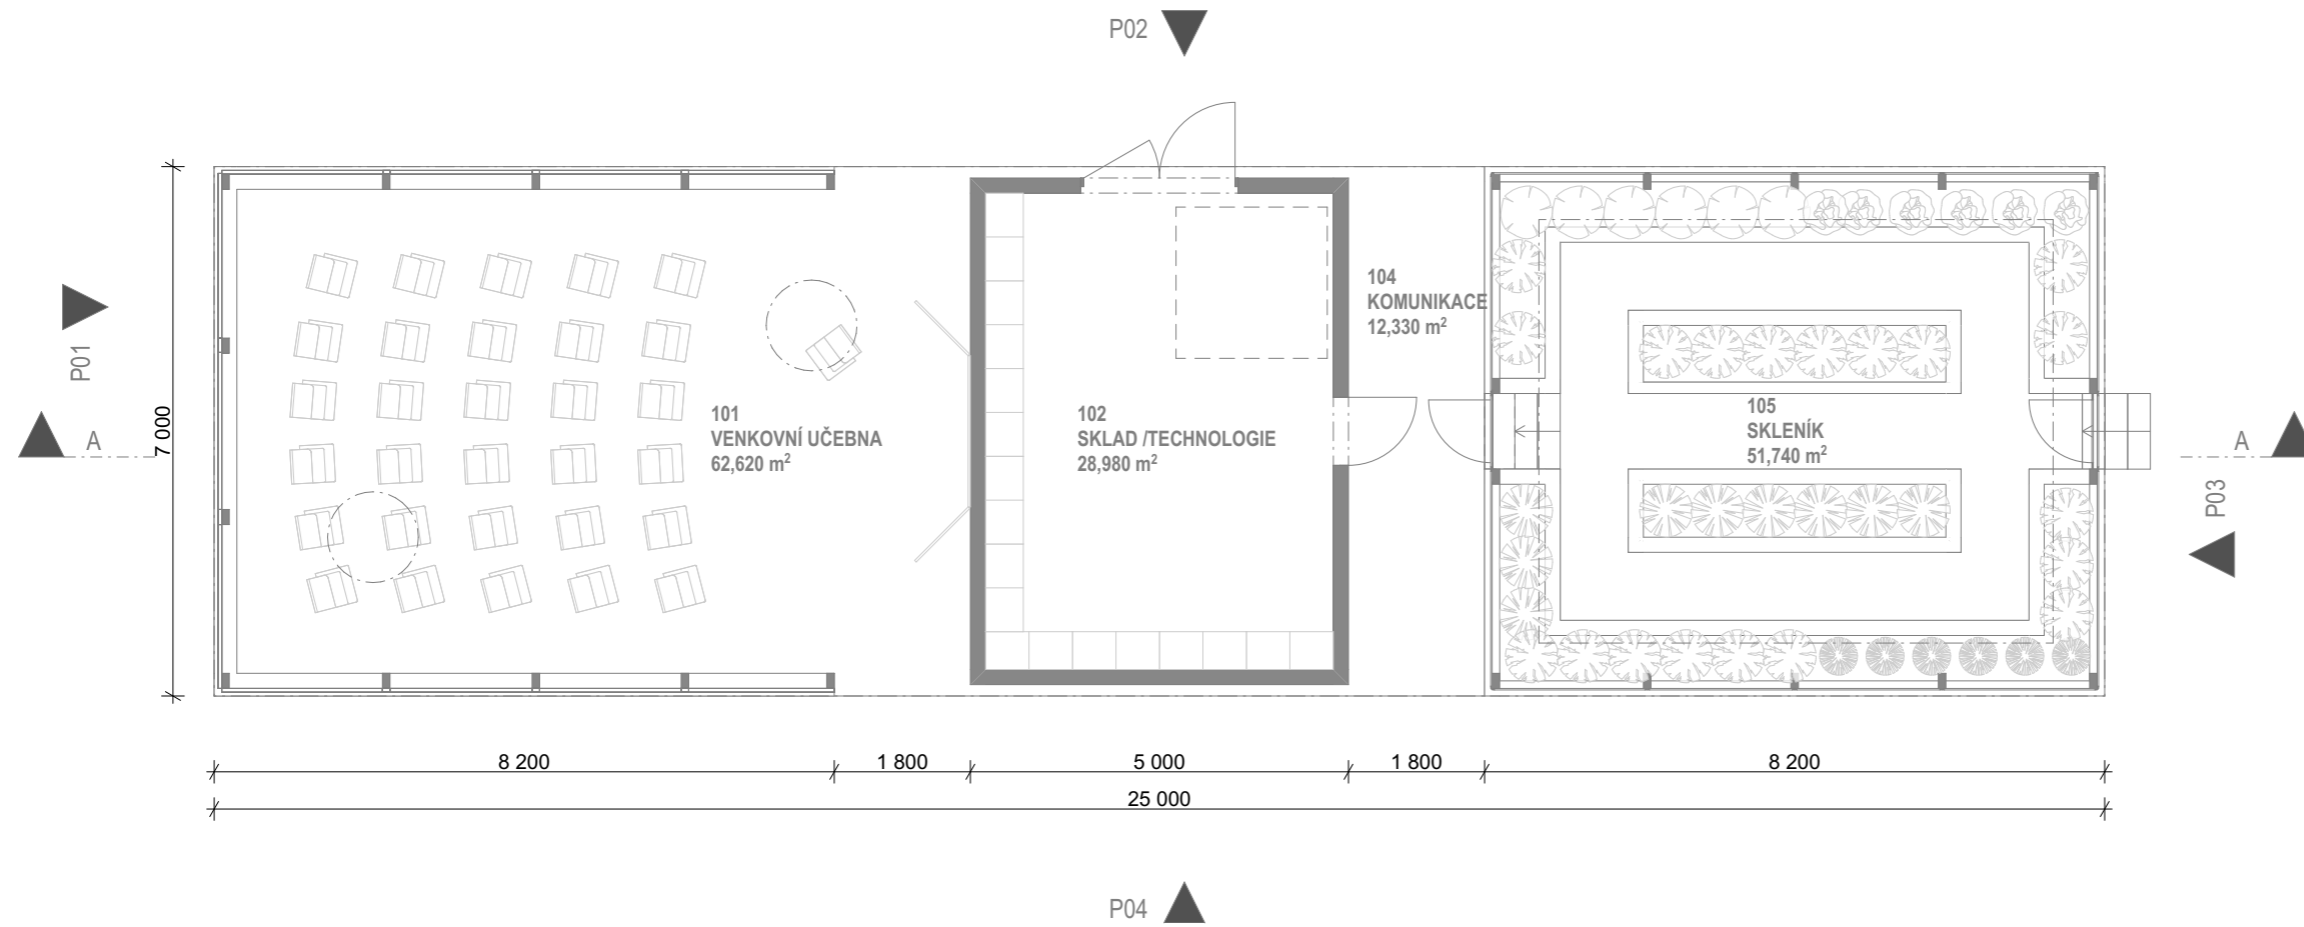 P02
P01
A
7 000
101
VENKOVNÍ UČEBNA
62,620 m²
102
SKLAD /TECHNOLOGIE
28,980 m²
104
KOMUNIKACE
12,330 m²
105
SKLENÍK
51,740 m²
A
P03
8 200
1 800
5 000
1 800
8 200
25 000
P04